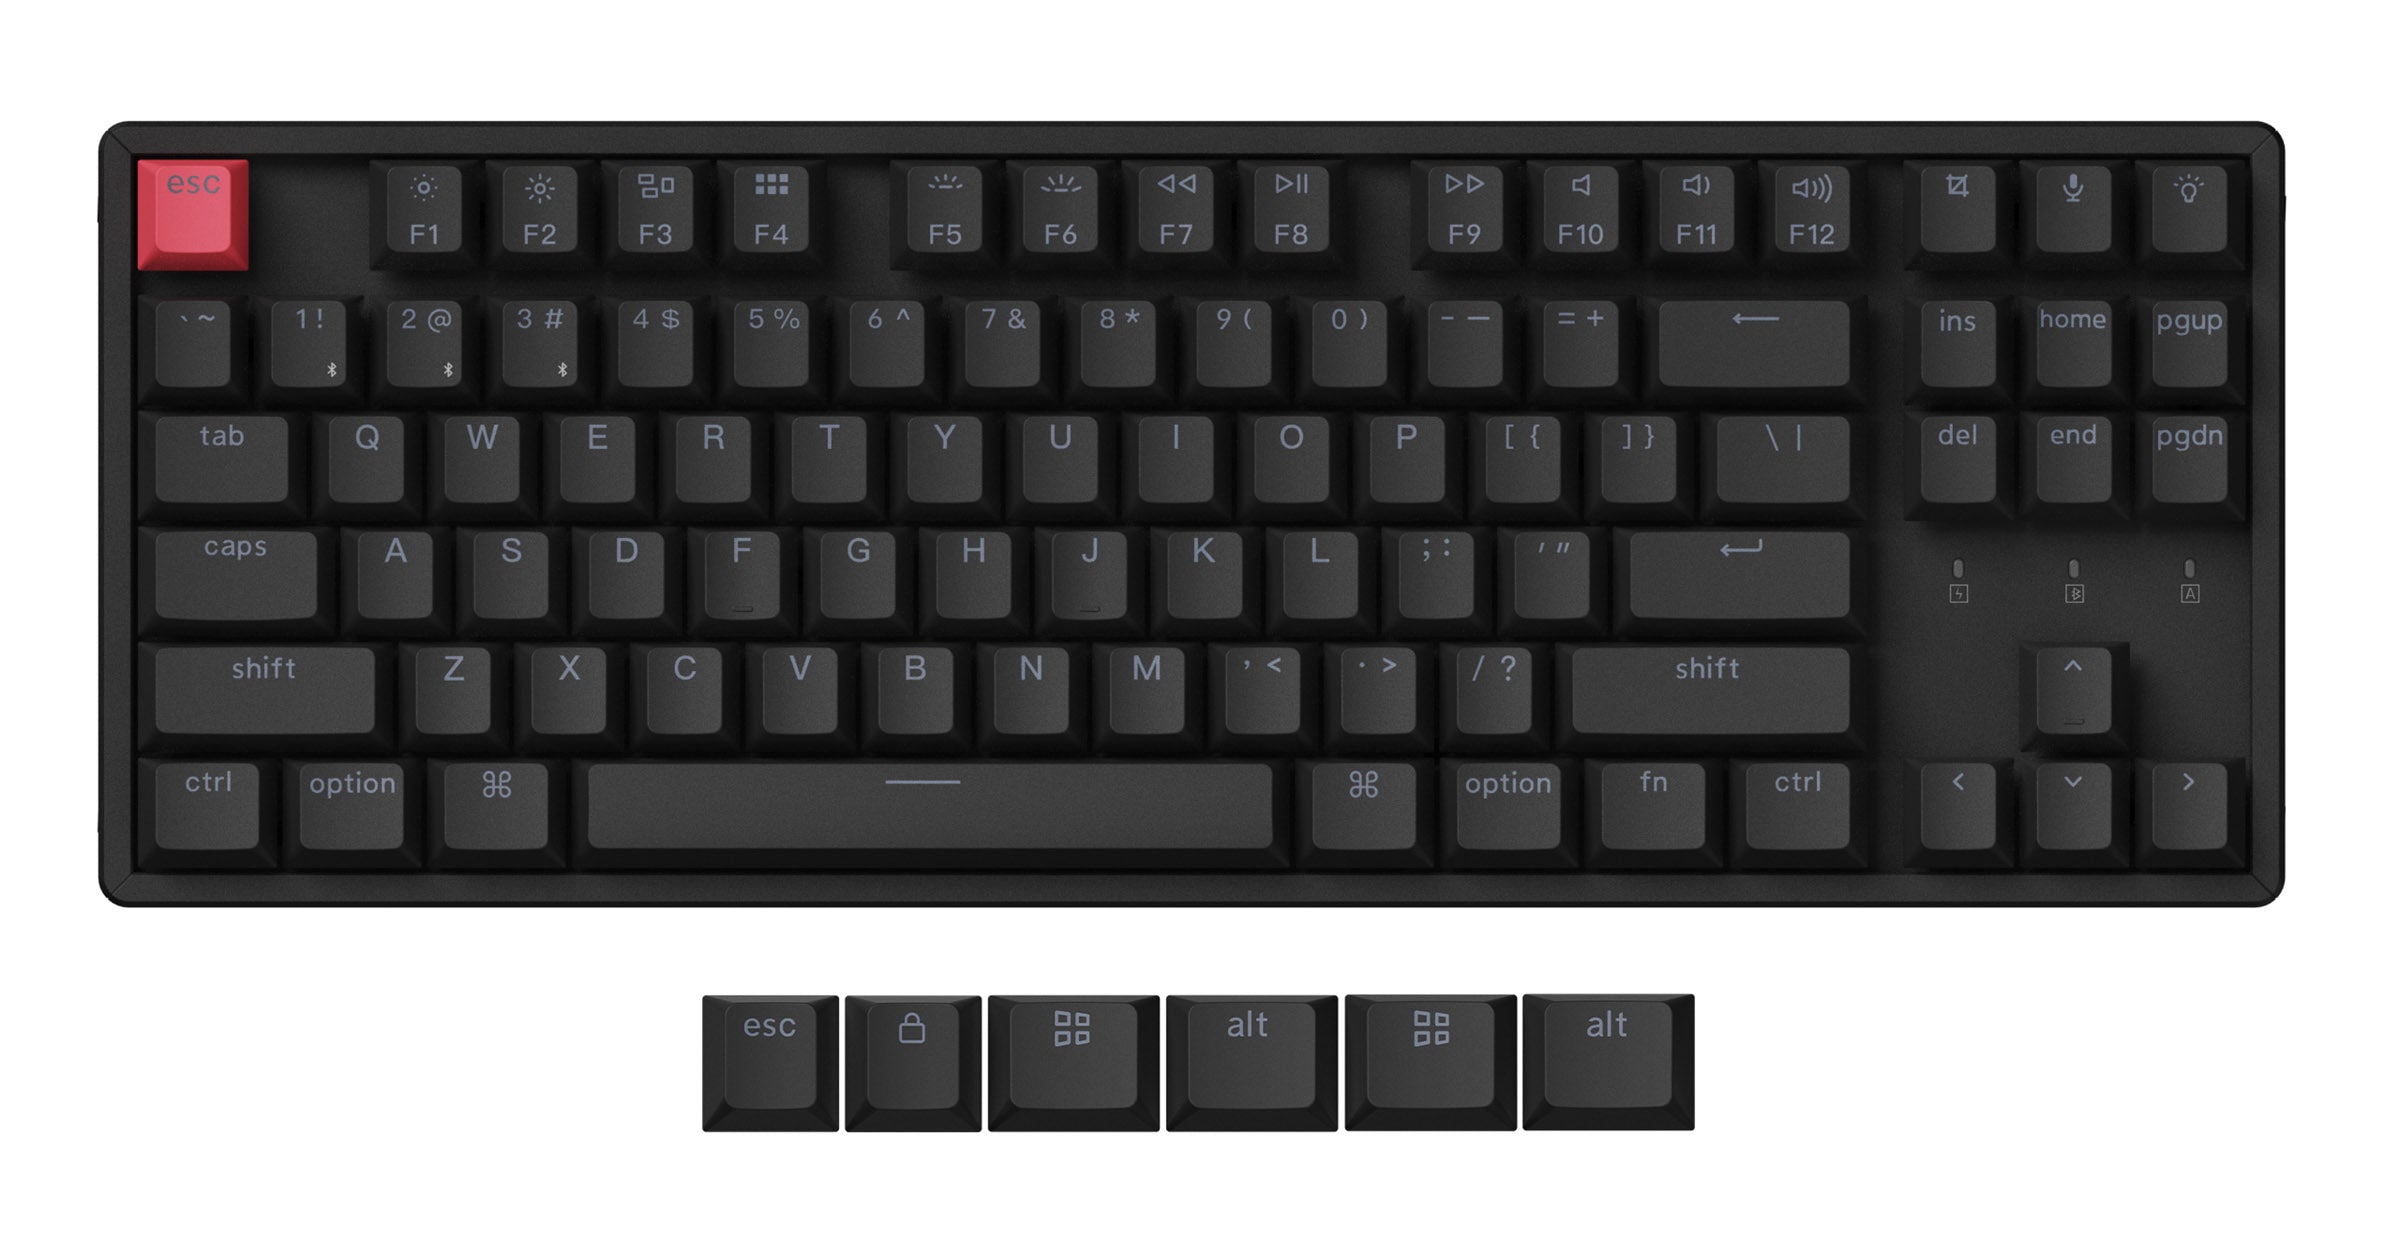 esc F1 F2 F3 F4 F5 F6 F7 F8 F9 F10 F11 F12
` ~ 1 ! 2 @ 3 # 4 $ 5 % 6 ^ 7 & 8 * 9 ( 0 ) - — = + ← ins home pgup
tab Q W E R T Y U I O P [ { ] } \ | del end pgdn
caps A S D F G H J K L ; : ' " ↵
A
shift Z X C V B N M , < . > / ? shift ^
ctrl option ⌘ — ⌘ option fn ctrl < ⌄ >
esc alt alt